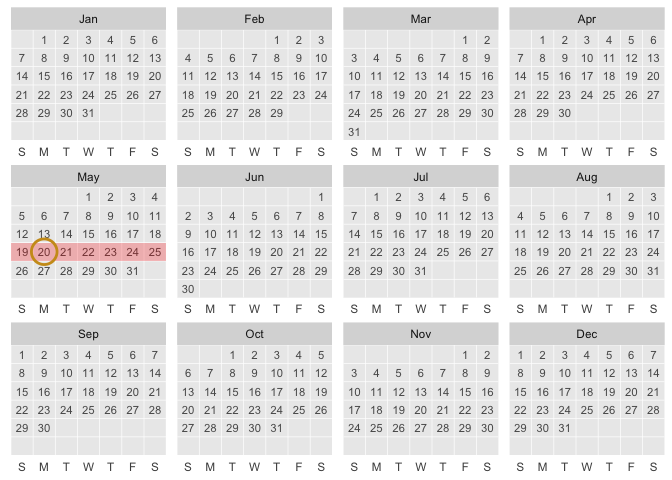 Jan Feb Mar Apr
1 2 3 4 5 6 1 2 3 1 2 1 2 3 4 5 6
7 8 9 10 11 12 13 4 5 6 7 8 9 10 3 4 5 6 7 8 9 7 8 9 10 11 12 13
14 15 16 17 18 19 20 11 12 13 14 15 16 17 10 11 12 13 14 15 16 14 15 16 17 18 19 20
21 22 23 24 25 26 27 18 19 20 21 22 23 24 17 18 19 20 21 22 23 21 22 23 24 25 26 27
28 29 30 31 25 26 27 28 29 24 25 26 27 28 29 30 28 29 30
31
S M T W T F S S M T W T F S S M T W T F S S M T W T F S
May Jun Jul Aug
1 2 3 4 1 1 2 3 4 5 6 1 2 3
5 6 7 8 9 10 11 2 3 4 5 6 7 8 7 8 9 10 11 12 13 4 5 6 7 8 9 10
12 13 14 15 16 17 18 9 10 11 12 13 14 15 14 15 16 17 18 19 20 11 12 13 14 15 16 17
19 20 21 22 23 24 25 16 17 18 19 20 21 22 21 22 23 24 25 26 27 18 19 20 21 22 23 24
26 27 28 29 30 31 23 24 25 26 27 28 29 28 29 30 31 25 26 27 28 29 30 31
30
S M T W T F S S M T W T F S S M T W T F S S M T W T F S
Sep Oct Nov Dec
1 2 3 4 5 6 7 1 2 3 4 5 1 2 1 2 3 4 5 6 7
8 9 10 11 12 13 14 6 7 8 9 10 11 12 3 4 5 6 7 8 9 8 9 10 11 12 13 14
15 16 17 18 19 20 21 13 14 15 16 17 18 19 10 11 12 13 14 15 16 15 16 17 18 19 20 21
22 23 24 25 26 27 28 20 21 22 23 24 25 26 17 18 19 20 21 22 23 22 23 24 25 26 27 28
29 30 27 28 29 30 31 24 25 26 27 28 29 30 29 30 31
S M T W T F S S M T W T F S S M T W T F S S M T W T F S